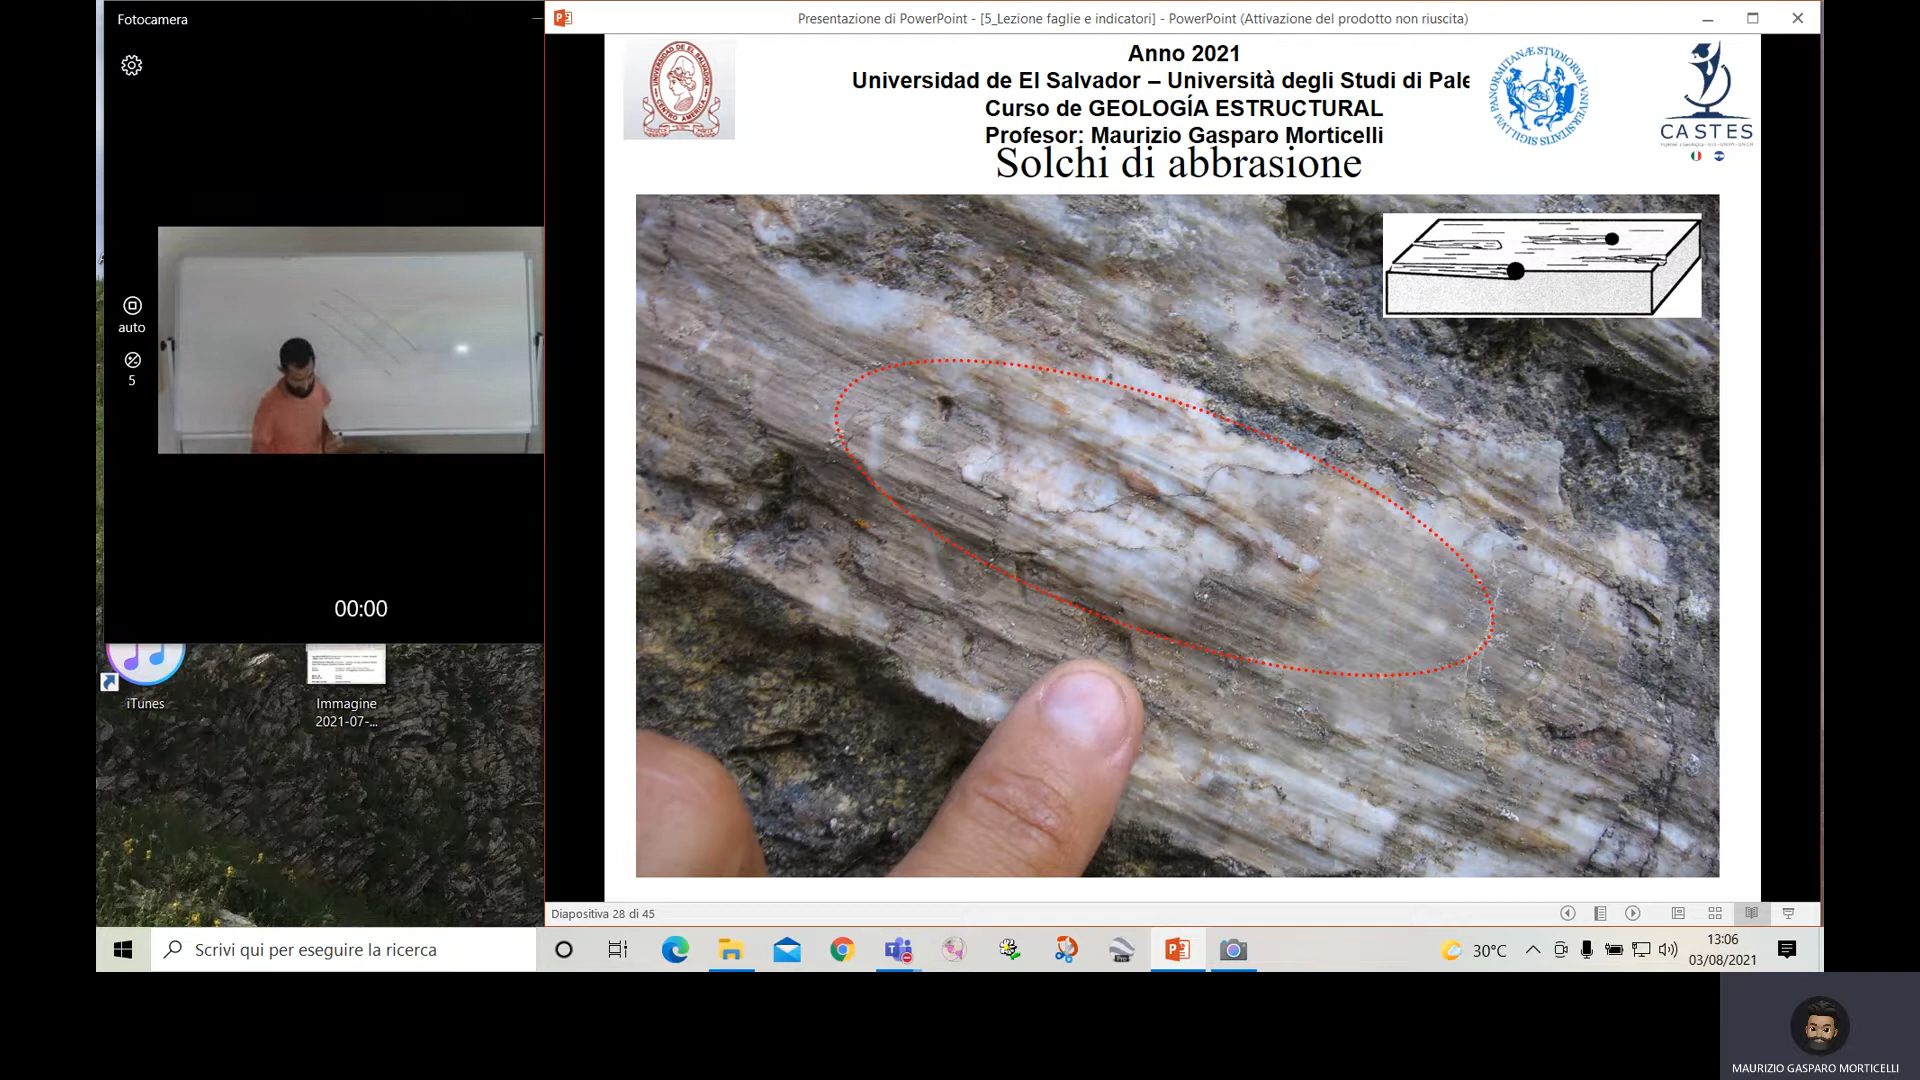 Fotocamera
auto
5
00:00
iTunes
Immagine
2021-07-...
Presentazione di PowerPoint - [5_Lezione faglie e indicatori] - PowerPoint (Attivazione del prodotto non riuscita)
Anno 2021
Universidad de El Salvador – Università degli Studi di Pale
Curso de GEOLOGÍA ESTRUCTURAL
Profesor: Maurizio Gasparo Morticelli
Solchi di abbrasione
CASTES
Diapositiva 28 di 45
Scrivi qui per eseguire la ricerca
30°C
13:06
03/08/2021
MAURIZIO GASPARO MORTICELLI